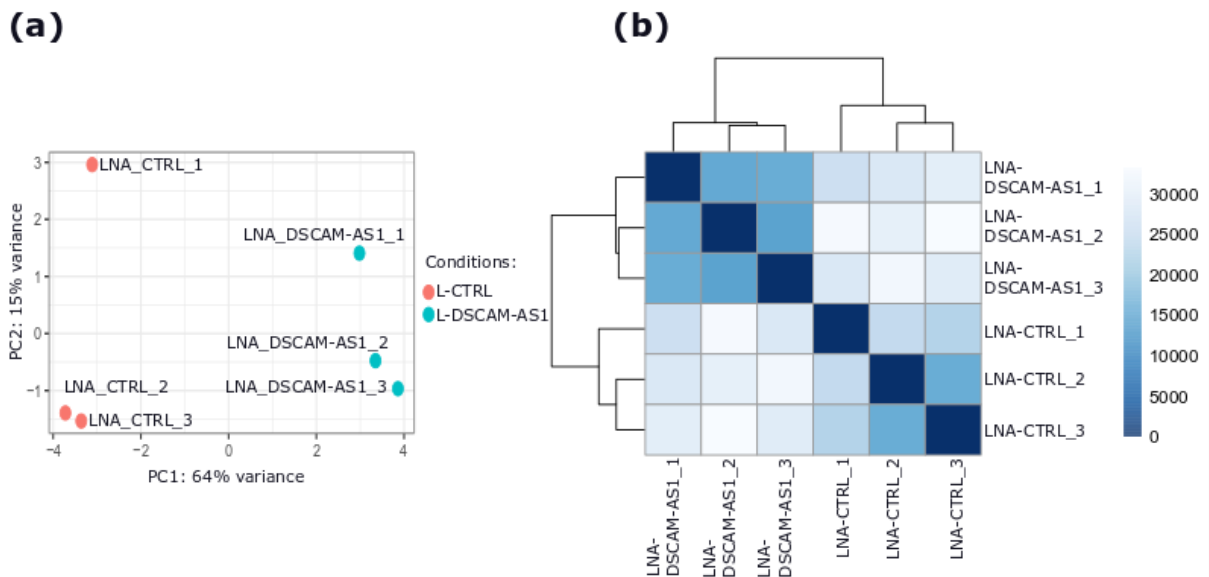 (a)
3
2
1
0
−1
−4
−2
0
2
4
PC2: 15% variance
PC1: 64% variance
LNA_CTRL_1
LNA_DSCAM-AS1_1
LNA_DSCAM-AS1_2
LNA_DSCAM-AS1_3
LNA_CTRL_2
LNA_CTRL_3
Conditions:
L-CTRL
L-DSCAM-AS1
(b)
LNA-
DSCAM-AS1_1
LNA-
DSCAM-AS1_2
LNA-
DSCAM-AS1_3
LNA-CTRL_1
LNA-CTRL_2
LNA-CTRL_3
LNA-
DSCAM-AS1_1
LNA-
DSCAM-AS1_2
LNA-
DSCAM-AS1_3
LNA-CTRL_1
LNA-CTRL_2
LNA-CTRL_3
30000
25000
20000
15000
10000
5000
0